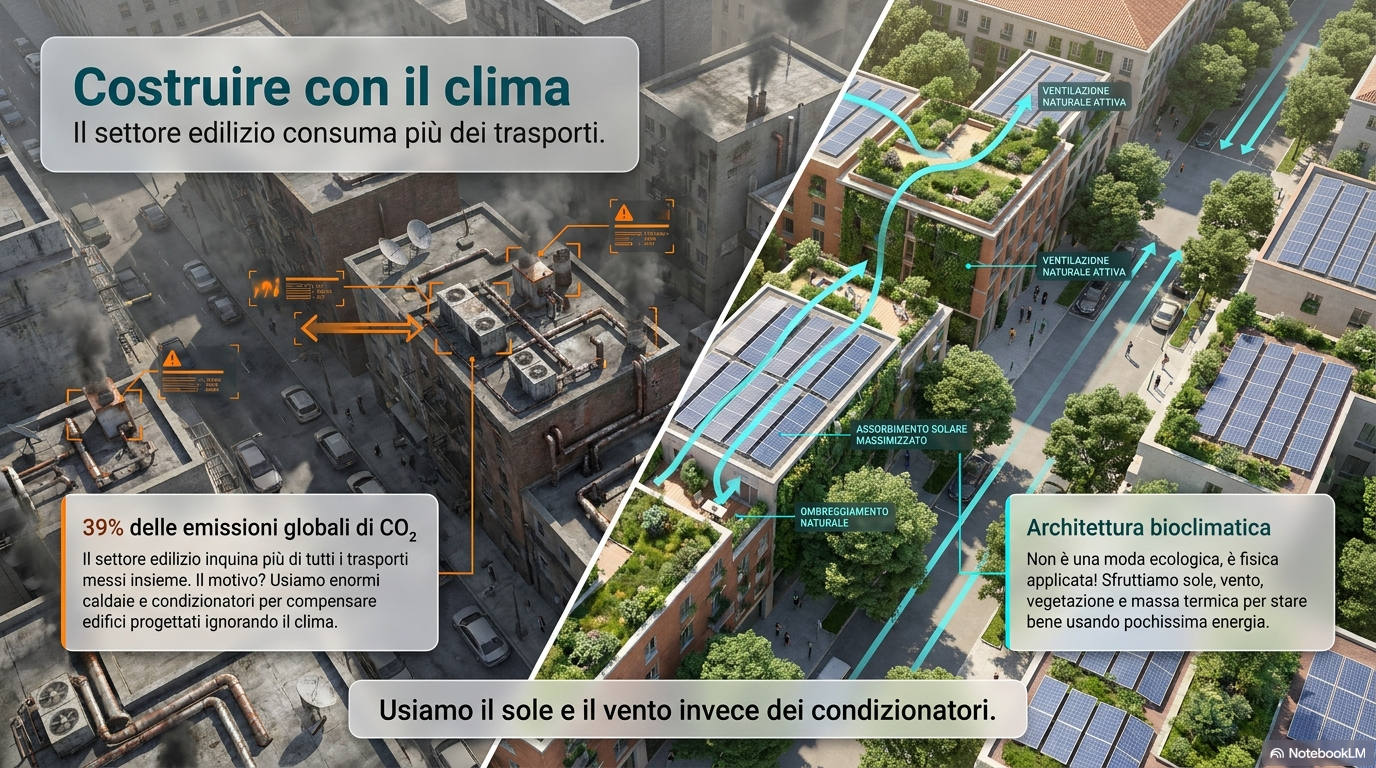 Costruire con il clima
Il settore edilizio consuma più dei trasporti.
VENTILAZIONE
NATURALE ATTIVA
VENTILAZIONE
NATURALE ATTIVA
ASSORBIMENTO SOLARE
MASSIMIZZATO
OMBREGGIAMENTO
NATURALE
39% delle emissioni globali di CO₂
Il settore edilizio inquina più di tutti i trasporti
messi insieme. Il motivo? Usiamo enormi
caldaie e condizionatori per compensare
edifici progettati ignorando il clima.
Architettura bioclimatica
Non è una moda ecologica, è fisica
applicata! Sfruttiamo sole, vento,
vegetazione e massa termica per stare
bene usando pochissima energia.
Usiamo il sole e il vento invece dei condizionatori.
NotebookLM